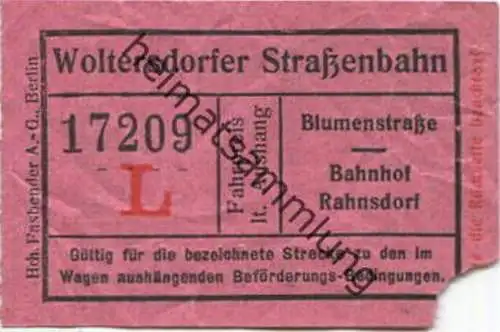 Woltersdorfer Straßenbahn
Hch. Fasbender A.-G., Berlin
17209
L
Fahrpreis
lt. Aushang
Blumenstraße
—
Bahnhof
Rahnsdorf
Gültig für die bezeichnete Strecke zu den im
Wagen aushängenden Beförderungs-Bedingungen.
heimatsammlung